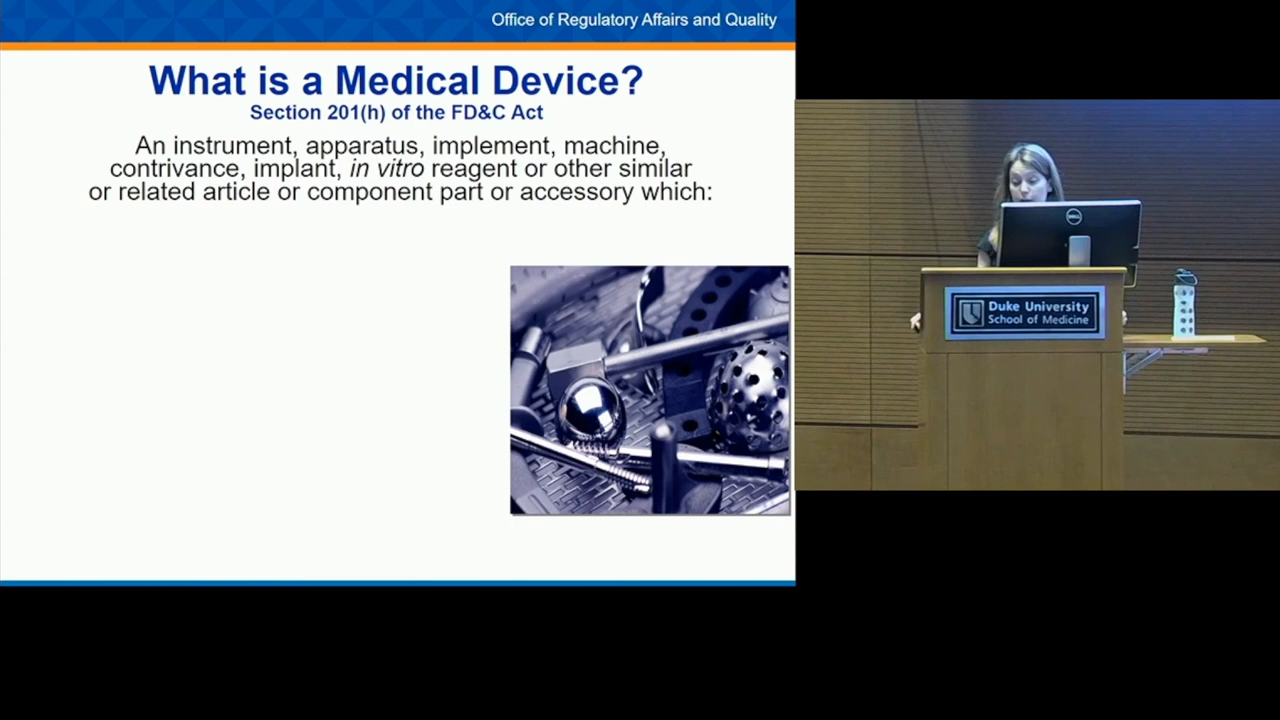 Office of Regulatory Affairs and Quality
What is a Medical Device?
Section 201(h) of the FD&C Act
An instrument, apparatus, implement, machine,
contrivance, implant, in vitro reagent or other similar
or related article or component part or accessory which:
DELL
Duke University
School of Medicine